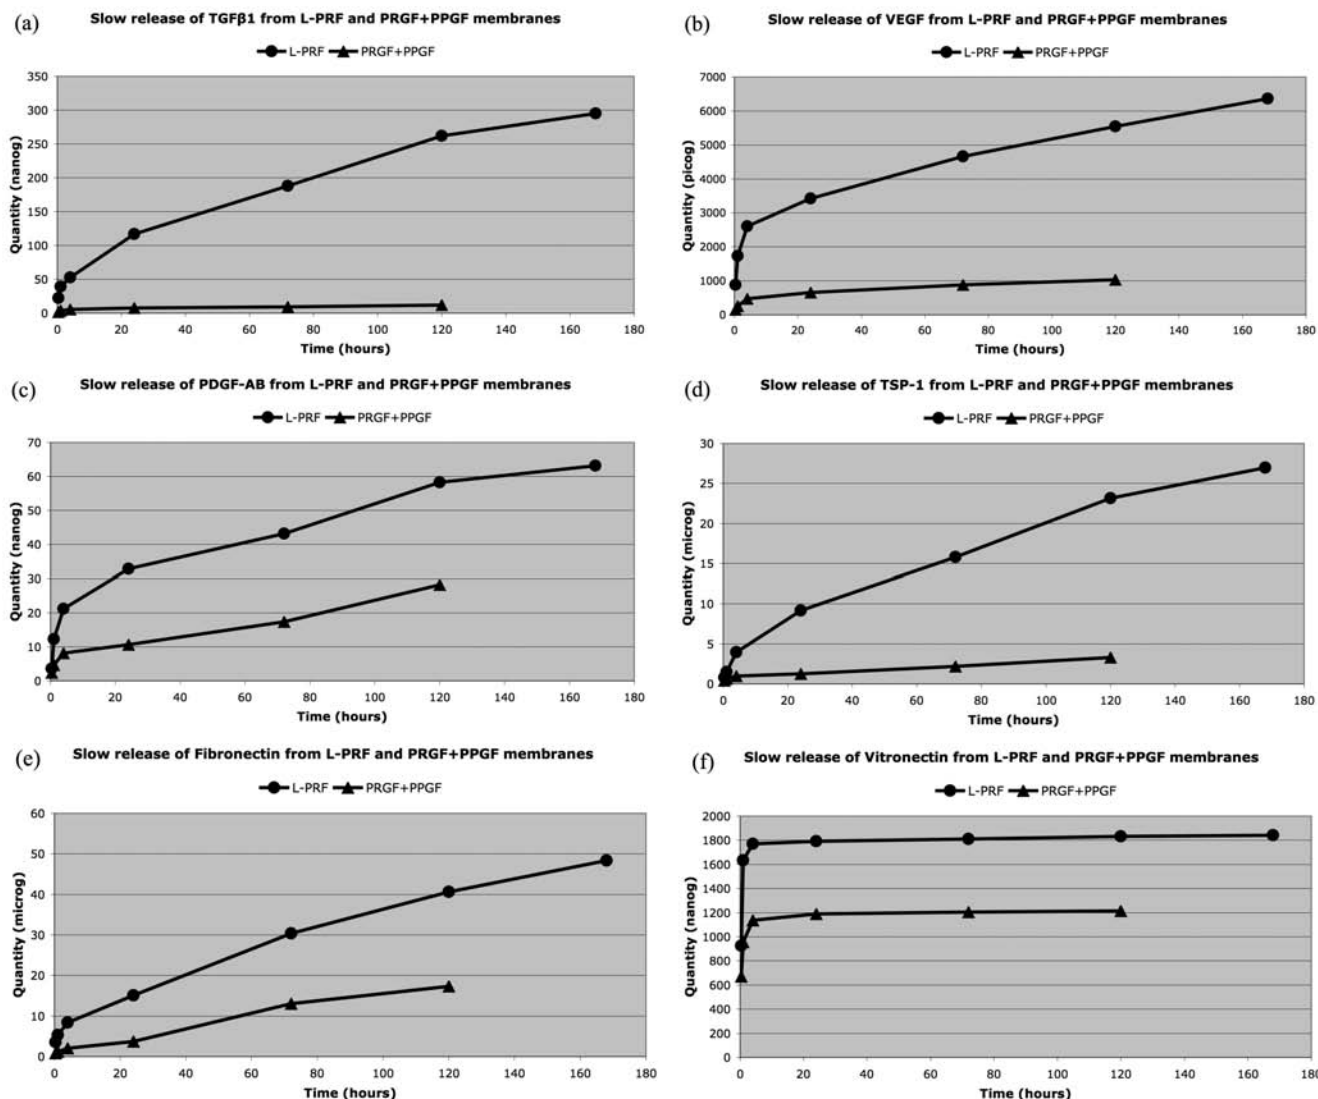 (a)
Slow release of TGFβ1 from L-PRF and PRGF+PPGF membranes
L-PRF PRGF+PPGF
350
300
250
200
150
100
50
0
Quantity (nanog)
0 20 40 60 80 100 120 140 160 180
Time (hours)
(b)
Slow release of VEGF from L-PRF and PRGF+PPGF membranes
L-PRF PRGF+PPGF
7000
6000
5000
4000
3000
2000
1000
0
Quantity (picog)
0 20 40 60 80 100 120 140 160 180
Time (hours)
(c)
Slow release of PDGF-AB from L-PRF and PRGF+PPGF membranes
L-PRF PRGF+PPGF
70
60
50
40
30
20
10
0
Quantity (nanog)
0 20 40 60 80 100 120 140 160 180
Time (hours)
(d)
Slow release of TSP-1 from L-PRF and PRGF+PPGF membranes
L-PRF PRGF+PPGF
30
25
20
15
10
5
0
Quantity (microg)
0 20 40 60 80 100 120 140 160 180
Time (hours)
(e)
Slow release of Fibronectin from L-PRF and PRGF+PPGF membranes
L-PRF PRGF+PPGF
60
50
40
30
20
10
0
Quantity (microg)
0 20 40 60 80 100 120 140 160 180
Time (hours)
(f)
Slow release of Vitronectin from L-PRF and PRGF+PPGF membranes
L-PRF PRGF+PPGF
2000
1800
1600
1400
1200
1000
800
600
400
200
0
Quantity (nanog)
0 20 40 60 80 100 120 140 160 180
Time (hours)